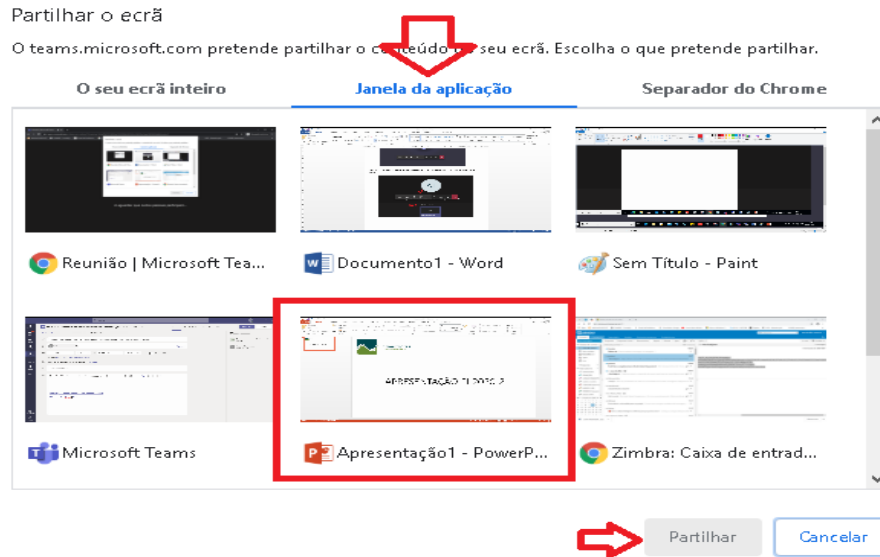 Partilhar o ecrã
O teams.microsoft.com pretende partilhar o conteúdo do seu ecrã. Escolha o que pretende partilhar.
O seu ecrã inteiro
Janela da aplicação
Separador do Chrome
Reunião | Microsoft Tea...
Documento1 - Word
Sem Título - Paint
Microsoft Teams
Apresentação1 - PowerP...
Zimbra: Caixa de entrad...
Partilhar
Cancelar